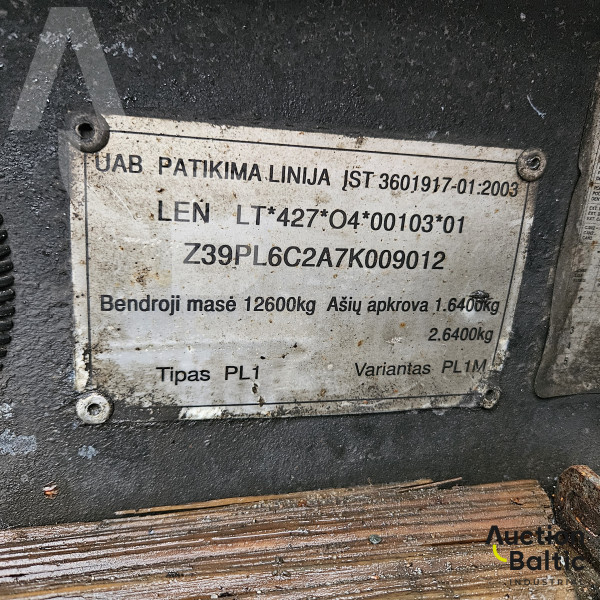 UAB PATIKIMA LINIJA ĮST 3601917-01:2003
LEN LT*427*O4*00103*01
Z39PL6C2A7K009012
Bendroji masė 12600kg Ašių apkrova 1.6400kg
2.6400kg
Tipas PL1 Variantas PL1M
Auction
Baltic
INDUSTRIAL